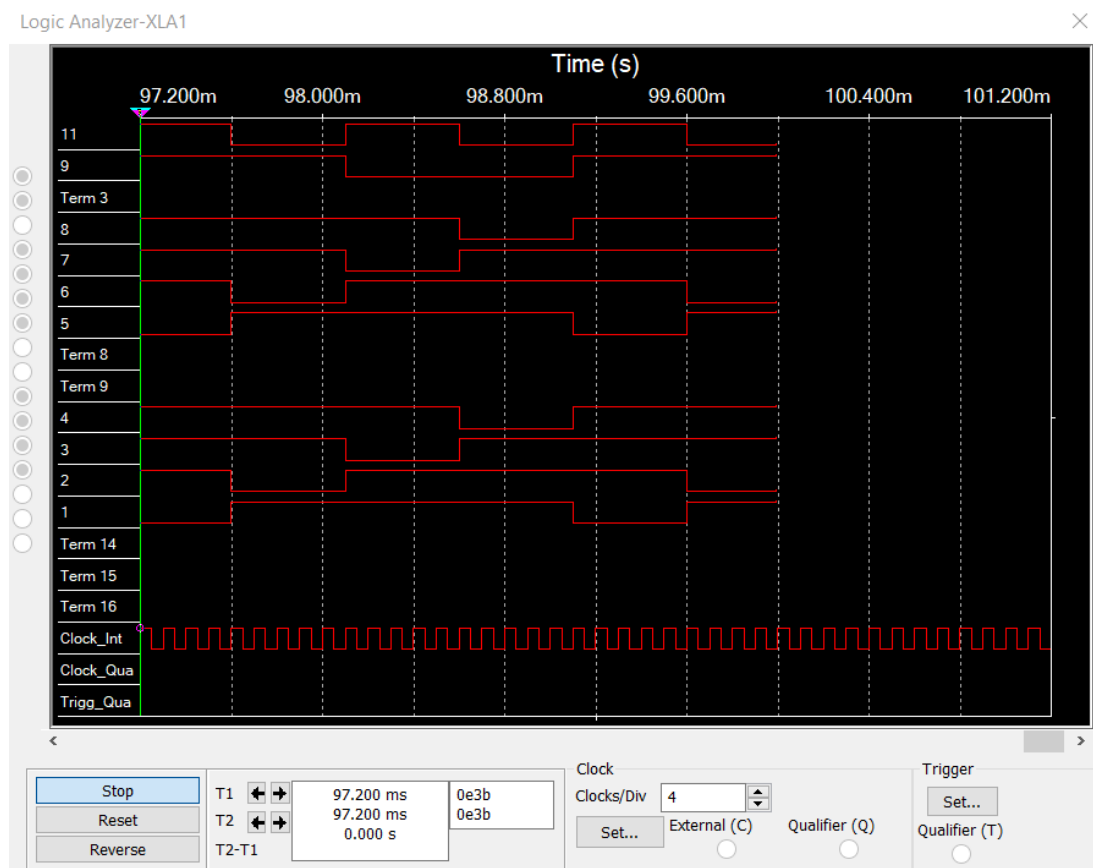 Logic Analyzer-XLA1
Time (s)
97.200m 98.000m 98.800m 99.600m 100.400m 101.200m
11
9
Term 3
8
7
6
5
Term 8
Term 9
4
3
2
1
Term 14
Term 15
Term 16
Clock_Int
Clock_Qua
Trigg_Qua
Stop
Reset
Reverse
T1
T2
T2-T1
97.200 ms
97.200 ms
0.000 s
0e3b
0e3b
Clock
Clocks/Div 4
Set...
External (C)
Qualifier (Q)
Trigger
Set...
Qualifier (T)